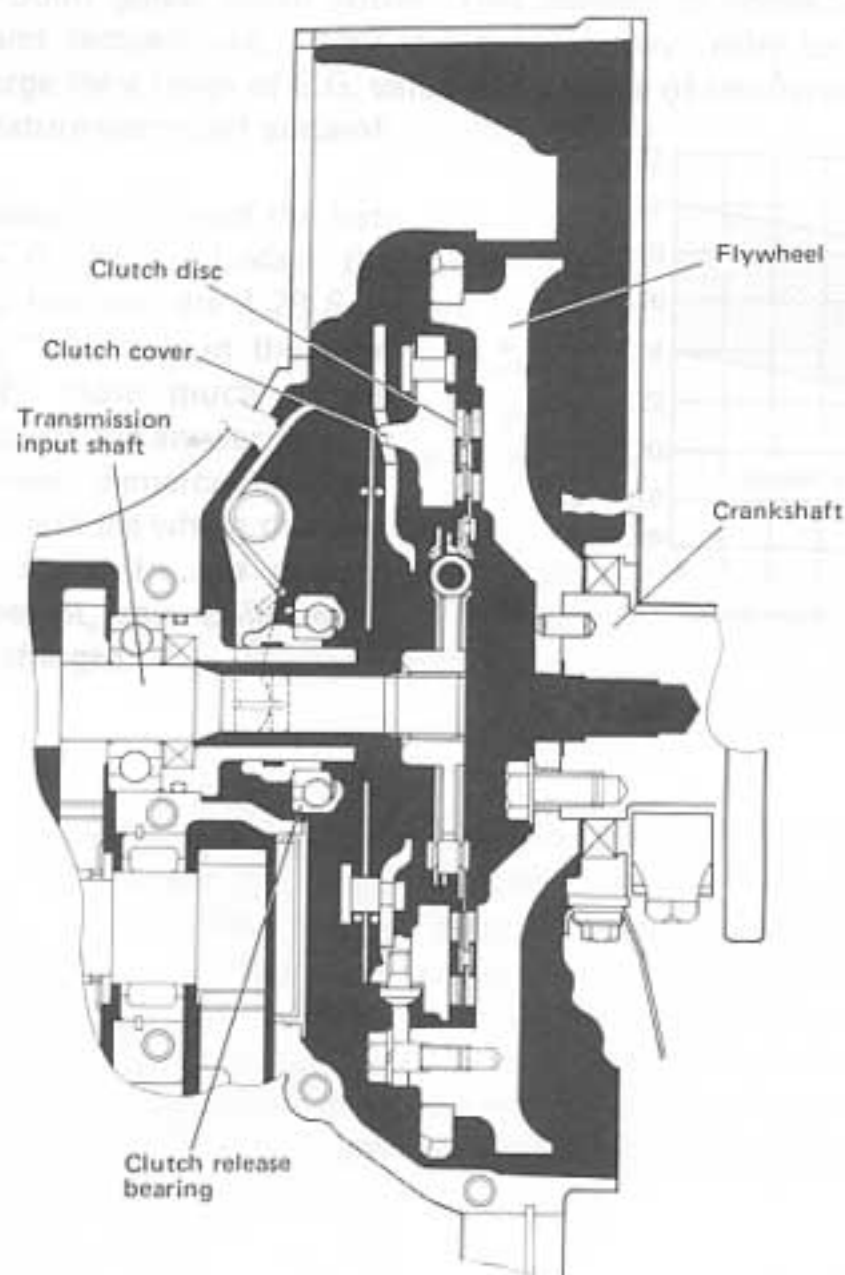 Clutch disc
Flywheel
Clutch cover
Transmission
input shaft
Crankshaft
Clutch release
bearing